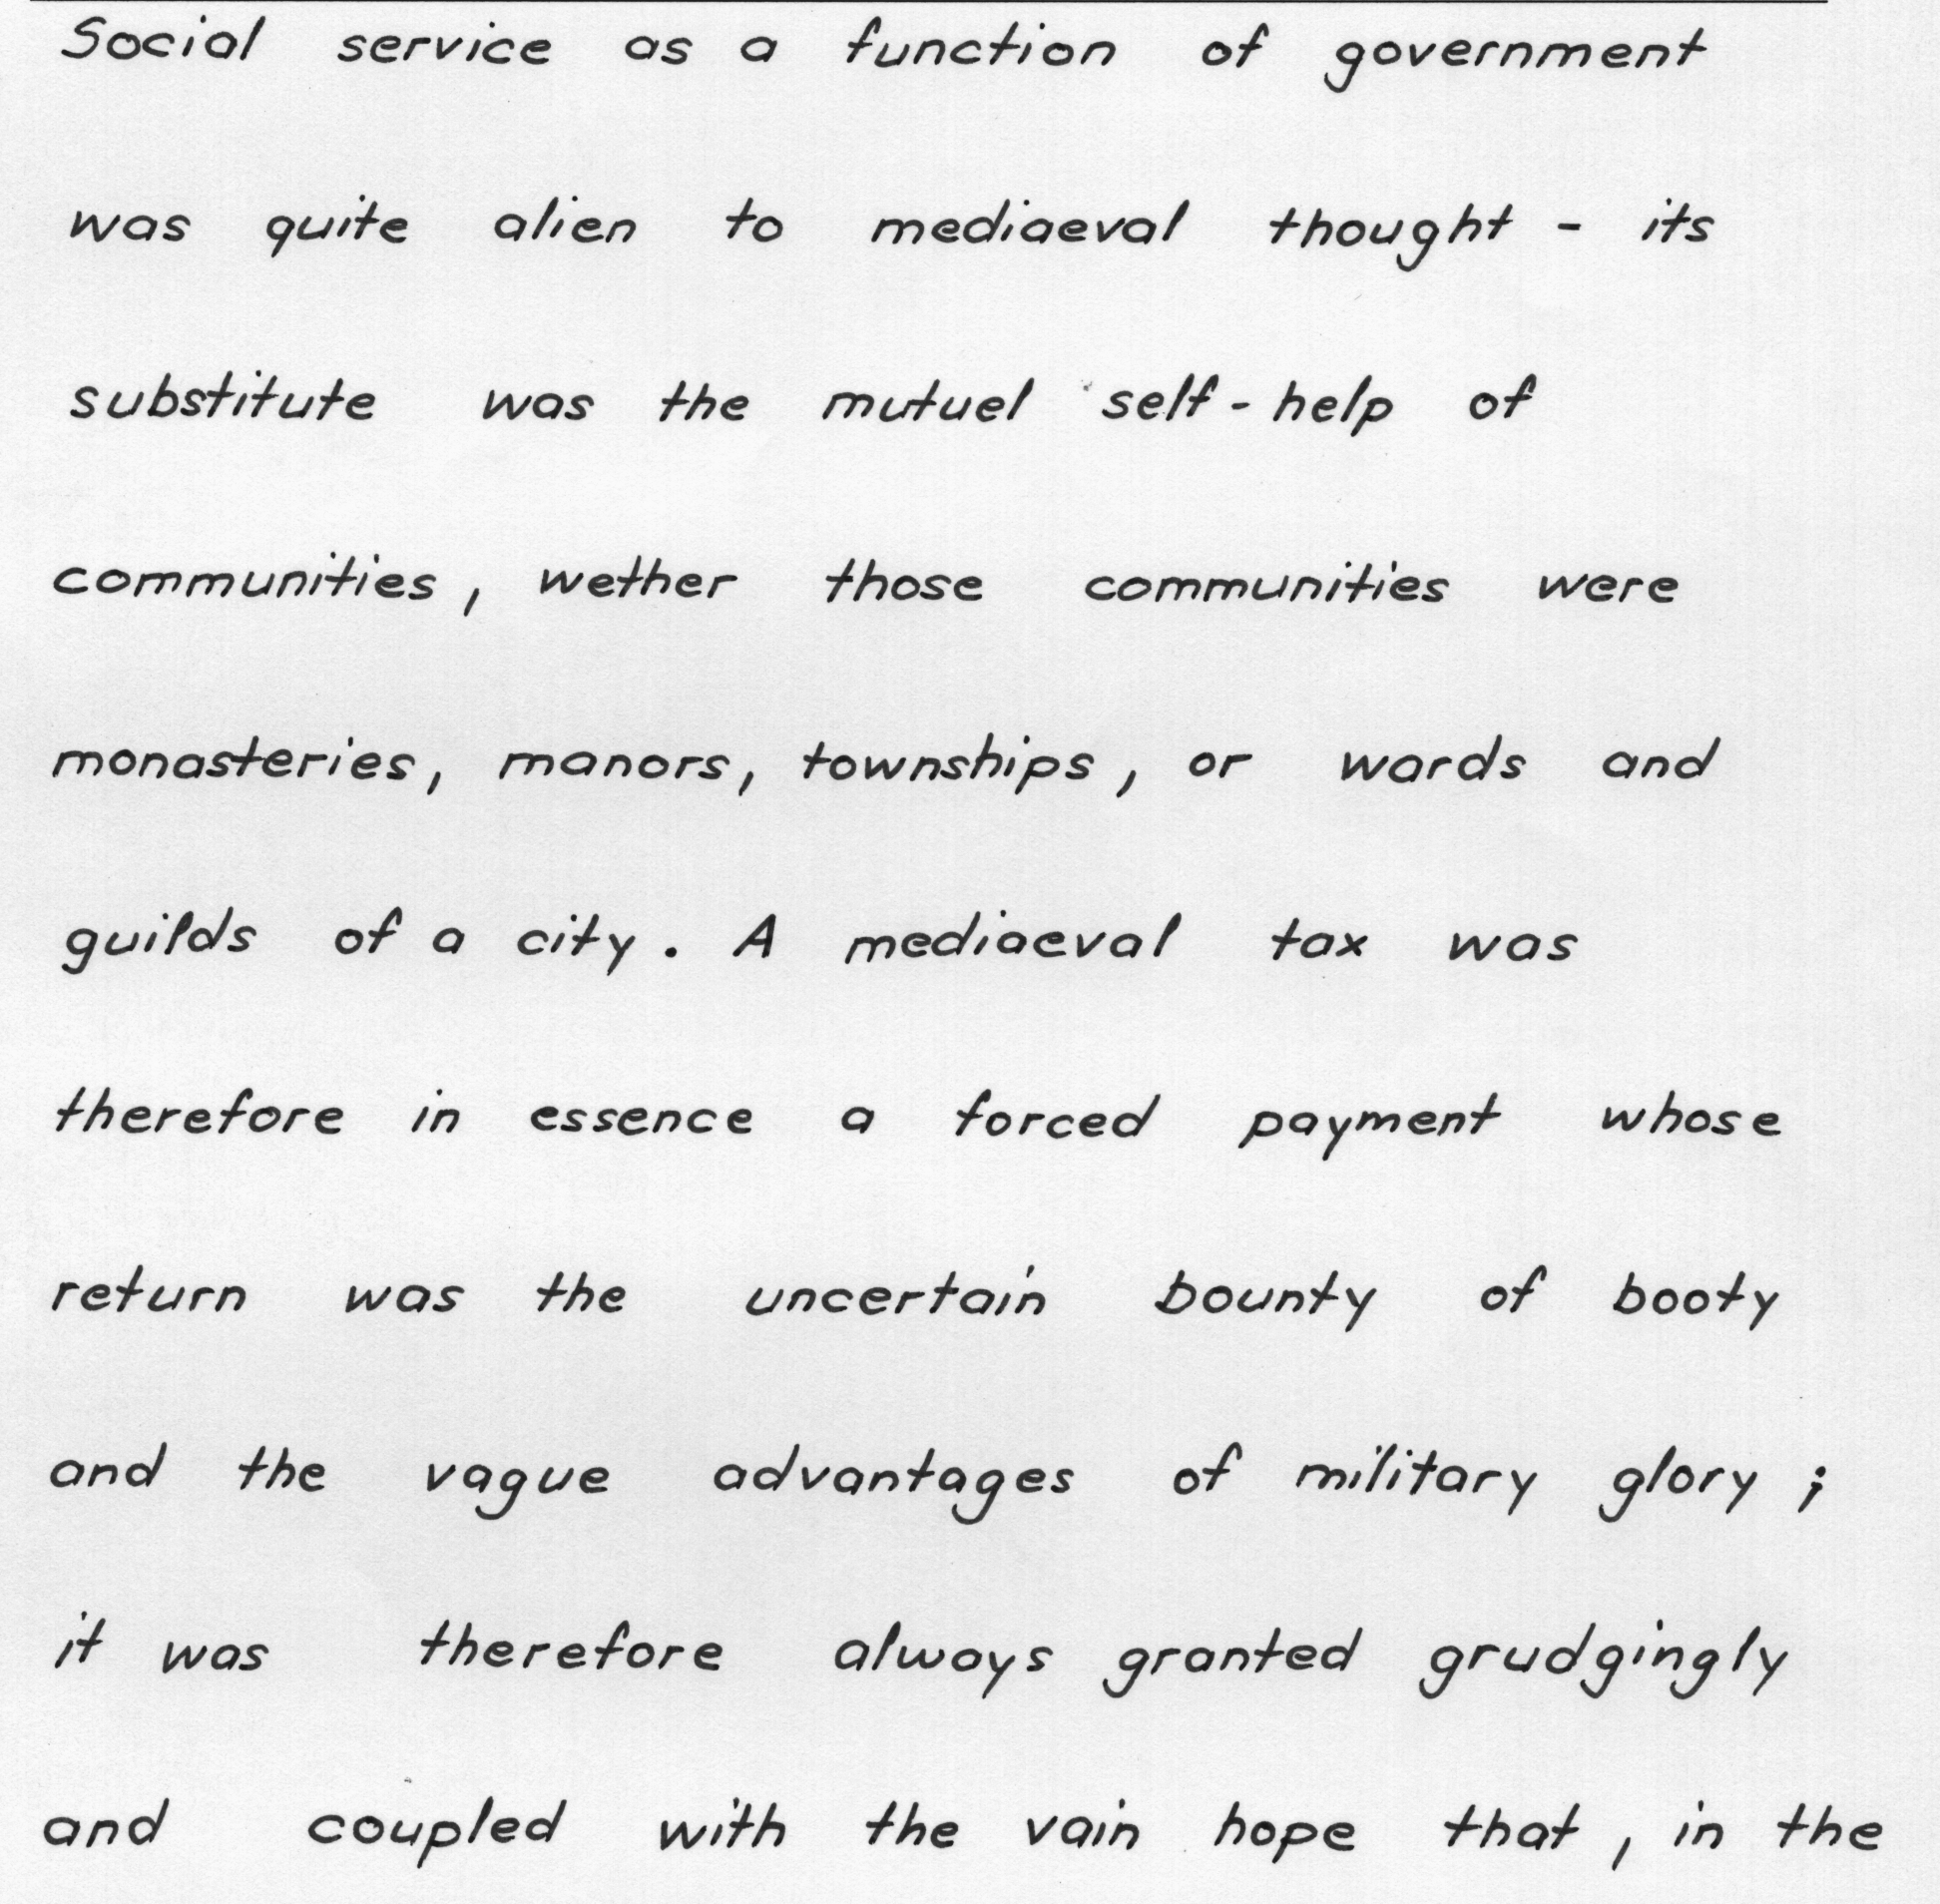 Social service as a function of government
was quite alien to mediaeval thought - its
substitute was the mutuel self-help of
communities, wether those communities were
monasteries, manors, townships, or wards and
guilds of a city. A mediaeval tax was
therefore in essence a forced payment whose
return was the uncertain bounty of booty
and the vague advantages of military glory;
it was therefore always granted grudgingly
and coupled with the vain hope that, in the